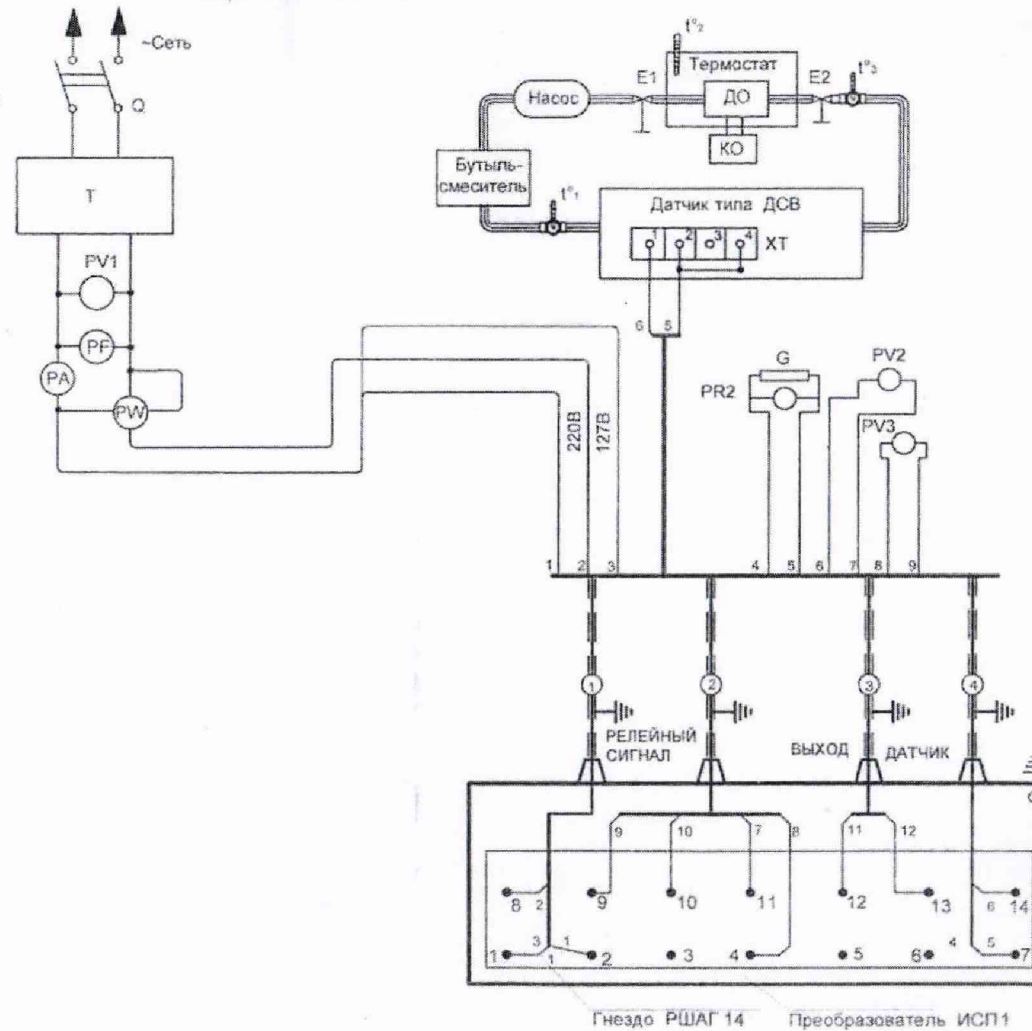 ~Сеть
Q
T
PV1
PF
PA
PW
220В
127В
t°₂
Термостат
E1
E2
t°₃
Насос
ДО
КО
Бутыль-
смеситель
t°₁
Датчик типа ДСВ
1 2 3 4
ХТ
6 5
G
PR2
PV2
PV3
1 2 3 4 5 6 7 8 9
1 2 3 4
РЕЛЕЙНЫЙ
СИГНАЛ
ВЫХОД
ДАТЧИК
9 10 7 8 11 12
8 2 9 10 11 12 13 6 14
1 3 1 2 3 4 5 6 4 5 7
1
Гнездо РШАГ 14
Преобразователь ИСП1